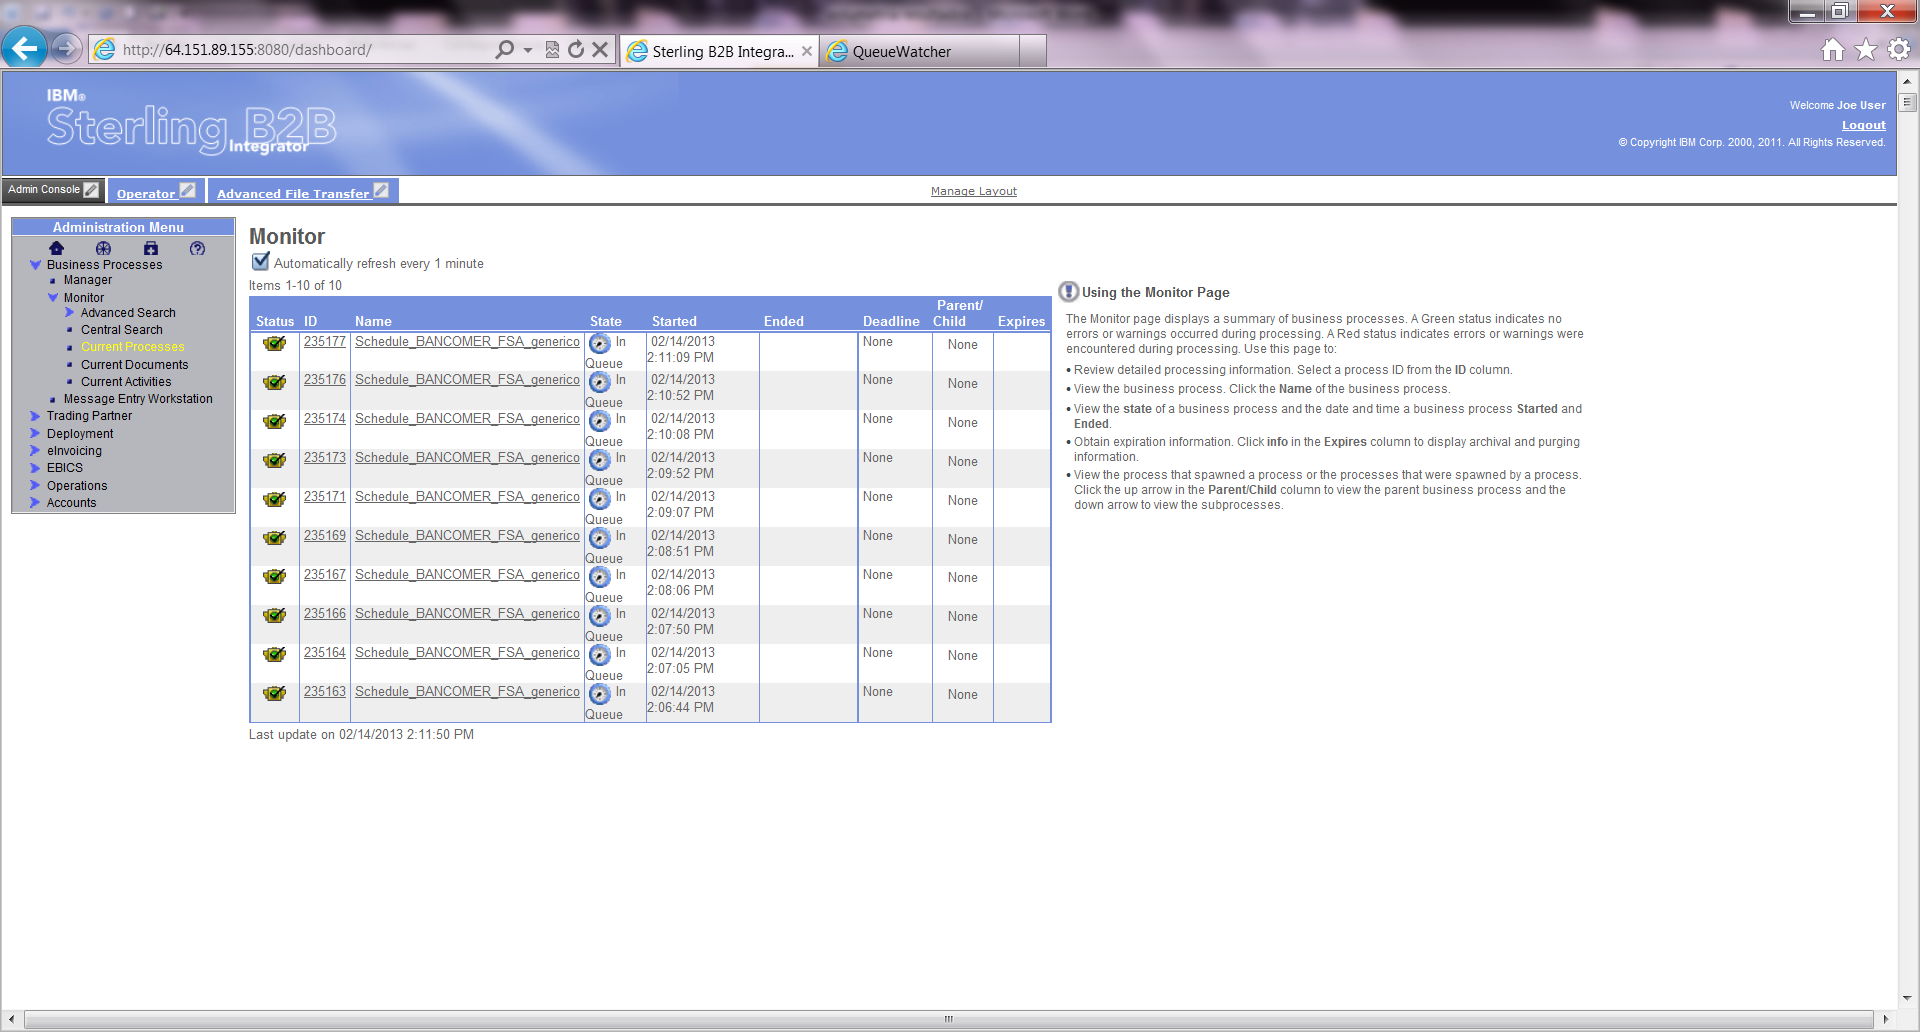 http://64.151.89.155:8080/dashboard/
Sterling B2B Integra...
QueueWatcher
IBM®
Sterling B2B
Integrator
Welcome Joe User
Logout
© Copyright IBM Corp. 2000, 2011. All Rights Reserved.
Admin Console
Operator
Advanced File Transfer
Manage Layout
Administration Menu
Business Processes
Manager
Monitor
Advanced Search
Central Search
Current Processes
Current Documents
Current Activities
Message Entry Workstation
Trading Partner
Deployment
eInvoicing
EBICS
Operations
Accounts
Monitor
Automatically refresh every 1 minute
Items 1-10 of 10
Status ID Name State Started Ended Deadline Parent/ Child Expires
235177 Schedule_BANCOMER_FSA_generico In Queue 02/14/2013 2:11:09 PM None None
235176 Schedule_BANCOMER_FSA_generico In Queue 02/14/2013 2:10:52 PM None None
235174 Schedule_BANCOMER_FSA_generico In Queue 02/14/2013 2:10:08 PM None None
235173 Schedule_BANCOMER_FSA_generico In Queue 02/14/2013 2:09:52 PM None None
235171 Schedule_BANCOMER_FSA_generico In Queue 02/14/2013 2:09:07 PM None None
235169 Schedule_BANCOMER_FSA_generico In Queue 02/14/2013 2:08:51 PM None None
235167 Schedule_BANCOMER_FSA_generico In Queue 02/14/2013 2:08:06 PM None None
235166 Schedule_BANCOMER_FSA_generico In Queue 02/14/2013 2:07:50 PM None None
235164 Schedule_BANCOMER_FSA_generico In Queue 02/14/2013 2:07:05 PM None None
235163 Schedule_BANCOMER_FSA_generico In Queue 02/14/2013 2:06:44 PM None None
Last update on 02/14/2013 2:11:50 PM
Using the Monitor Page
The Monitor page displays a summary of business processes. A Green status indicates no
errors or warnings occurred during processing. A Red status indicates errors or warnings were
encountered during processing. Use this page to:
• Review detailed processing information. Select a process ID from the ID column.
• View the business process. Click the Name of the business process.
• View the state of a business process and the date and time a business process Started and
Ended.
• Obtain expiration information. Click info in the Expires column to display archival and purging
information.
• View the process that spawned a process or the processes that were spawned by a process.
Click the up arrow in the Parent/Child column to view the parent business process and the
down arrow to view the subprocesses.